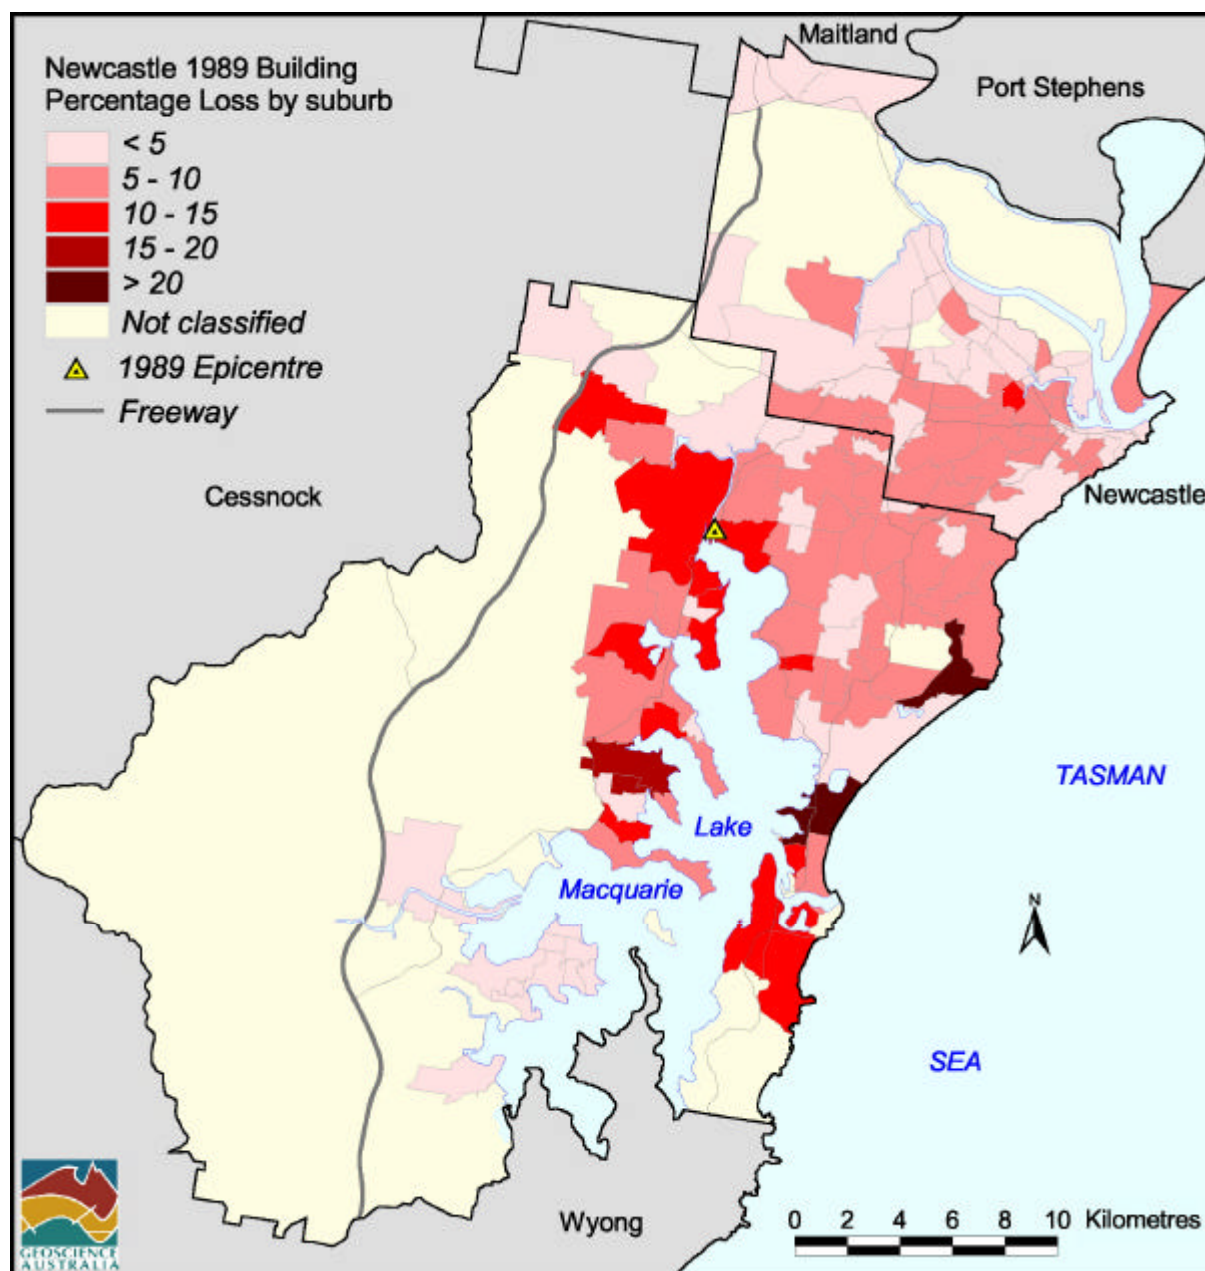 Maitland
Newcastle 1989 Building
Percentage Loss by suburb
Port Stephens
< 5
5 - 10
10 - 15
15 - 20
> 20
Not classified
1989 Epicentre
Freeway
Cessnock
Newcastle
TASMAN
Lake
Macquarie
N
SEA
Wyong
0 2 4 6 8 10 Kilometres
GEOSCIENCE
AUSTRALIA